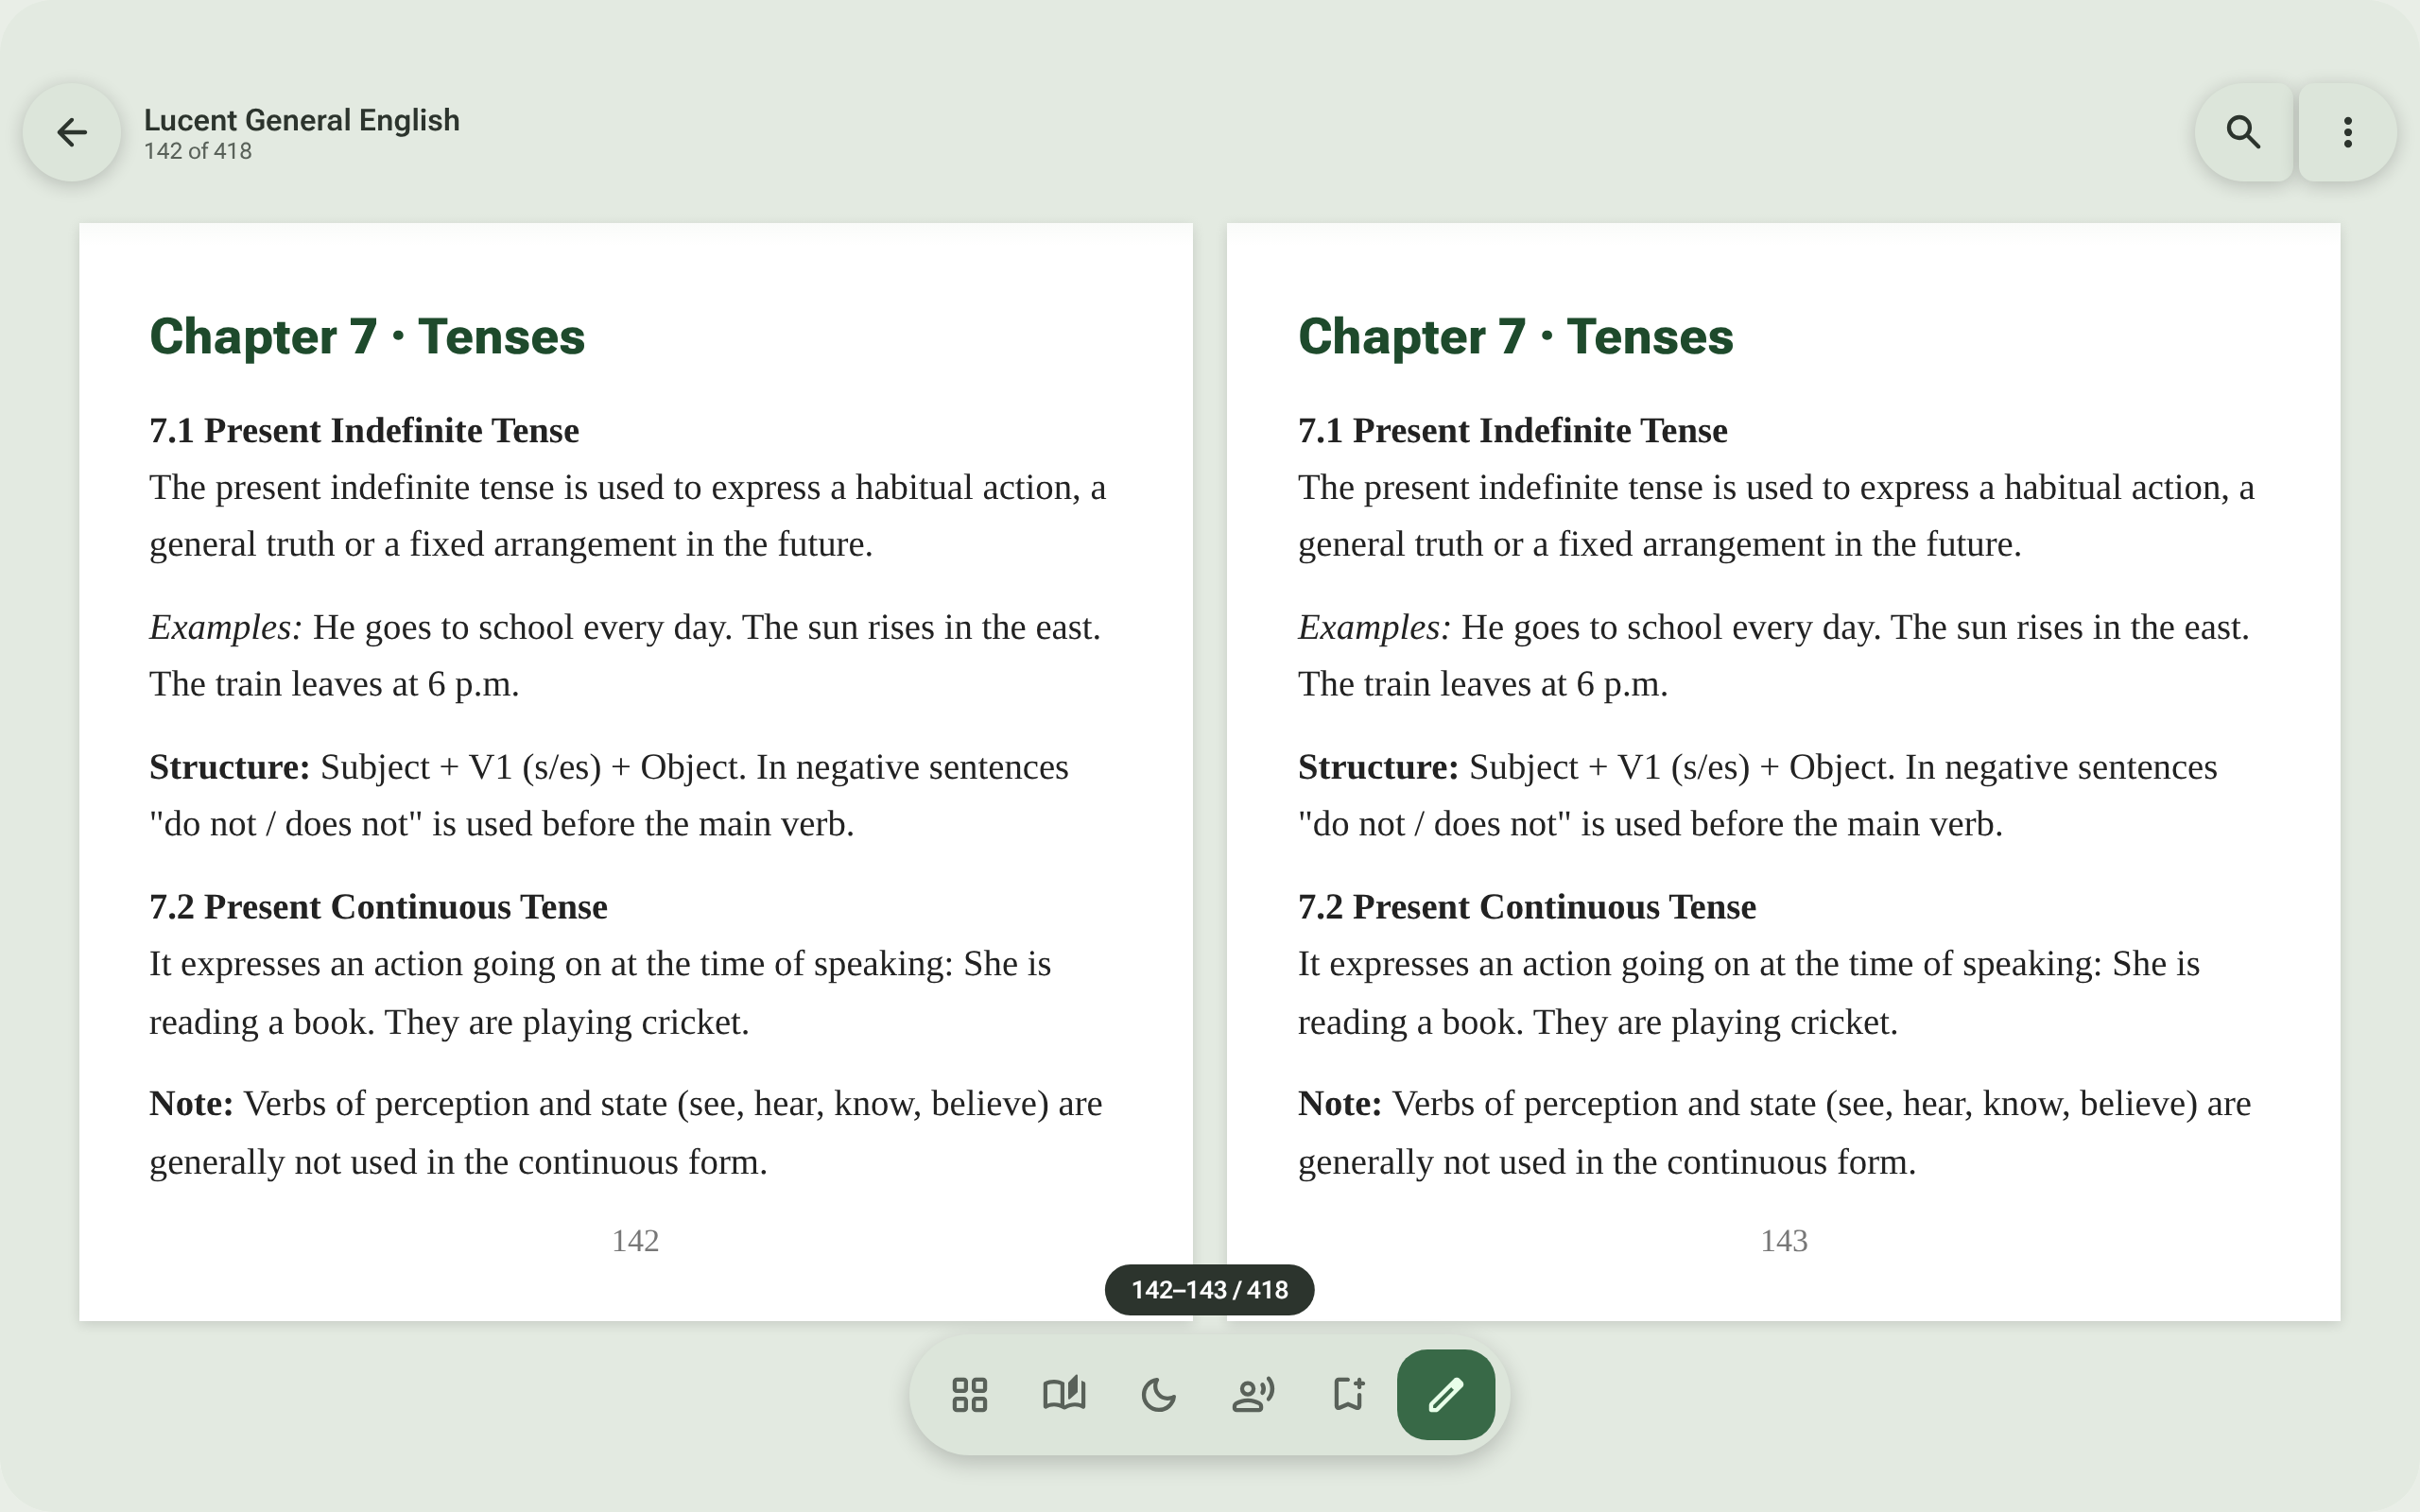 Lucent General English
142 of 418
Chapter 7 · Tenses
7.1 Present Indefinite Tense
The present indefinite tense is used to express a habitual action, a
general truth or a fixed arrangement in the future.
Examples: He goes to school every day. The sun rises in the east.
The train leaves at 6 p.m.
Structure: Subject + V1 (s/es) + Object. In negative sentences
"do not / does not" is used before the main verb.
7.2 Present Continuous Tense
It expresses an action going on at the time of speaking: She is
reading a book. They are playing cricket.
Note: Verbs of perception and state (see, hear, know, believe) are
generally not used in the continuous form.
142
Chapter 7 · Tenses
7.1 Present Indefinite Tense
The present indefinite tense is used to express a habitual action, a
general truth or a fixed arrangement in the future.
Examples: He goes to school every day. The sun rises in the east.
The train leaves at 6 p.m.
Structure: Subject + V1 (s/es) + Object. In negative sentences
"do not / does not" is used before the main verb.
7.2 Present Continuous Tense
It expresses an action going on at the time of speaking: She is
reading a book. They are playing cricket.
Note: Verbs of perception and state (see, hear, know, believe) are
generally not used in the continuous form.
143
142–143 / 418